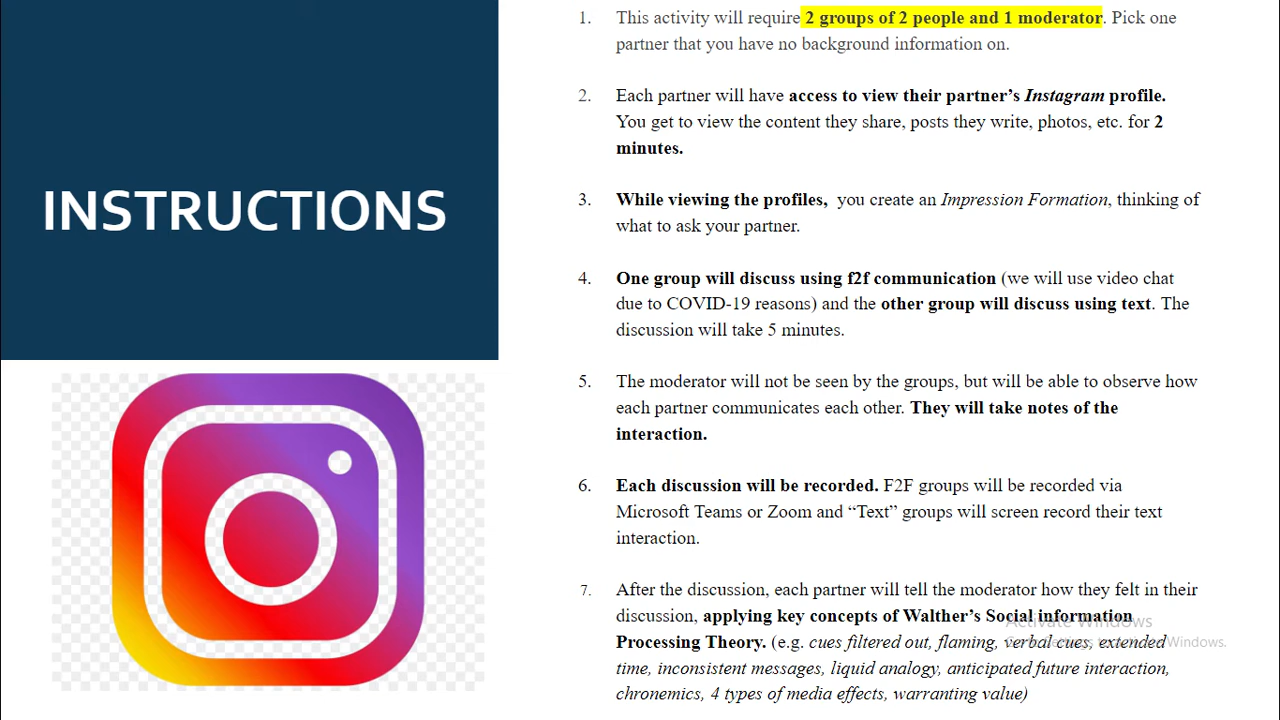 INSTRUCTIONS
1. This activity will require 2 groups of 2 people and 1 moderator. Pick one
partner that you have no background information on.
2. Each partner will have access to view their partner’s Instagram profile.
You get to view the content they share, posts they write, photos, etc. for 2
minutes.
3. While viewing the profiles, you create an Impression Formation, thinking of
what to ask your partner.
4. One group will discuss using f2f communication (we will use video chat
due to COVID-19 reasons) and the other group will discuss using text. The
discussion will take 5 minutes.
5. The moderator will not be seen by the groups, but will be able to observe how
each partner communicates each other. They will take notes of the
interaction.
6. Each discussion will be recorded. F2F groups will be recorded via
Microsoft Teams or Zoom and “Text” groups will screen record their text
interaction.
7. After the discussion, each partner will tell the moderator how they felt in their
discussion, applying key concepts of Walther’s Social information
Processing Theory. (e.g. cues filtered out, flaming, verbal cues, extended
time, inconsistent messages, liquid analogy, anticipated future interaction,
chronemics, 4 types of media effects, warranting value)
Activate Windows